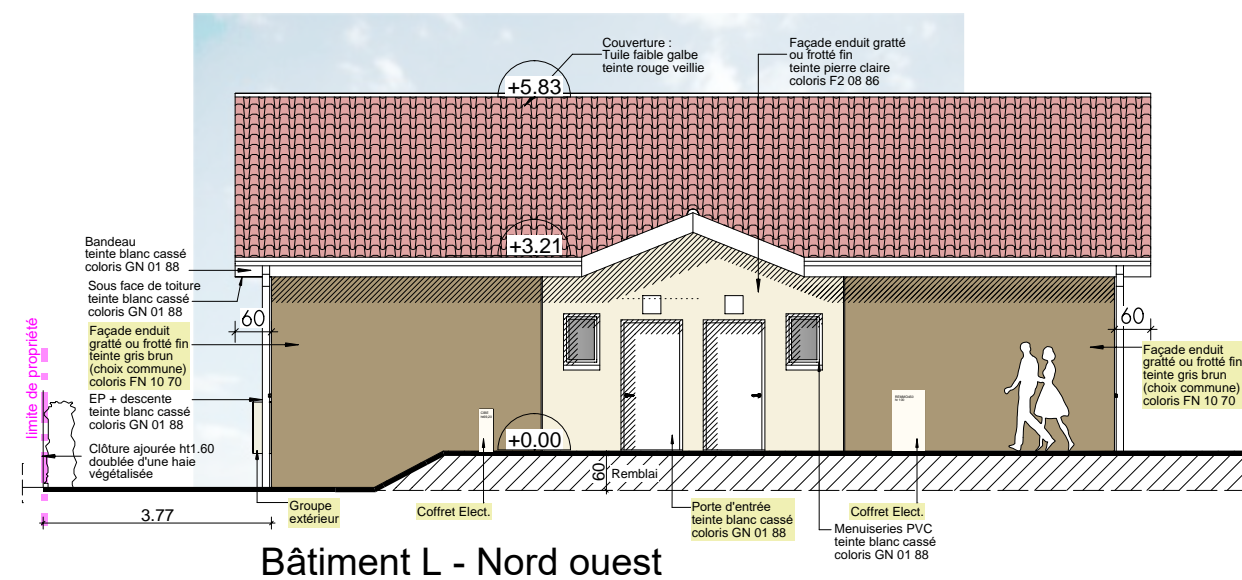 Couverture :
Tuile faible galbe
teinte rouge veillie
Façade enduit gratté
ou frotté fin
teinte pierre claire
coloris F2 08 86
+5.83
+3.21
Bandeau
teinte blanc cassé
coloris GN 01 88
Sous face de toiture
teinte blanc cassé
coloris GN 01 88
60
60
limite de propriété
Façade enduit
gratté ou frotté fin
teinte gris brun
(choix commune)
coloris FN 10 70
Façade enduit
gratté ou frotté fin
teinte gris brun
(choix commune)
coloris FN 10 70
EP + descente
teinte blanc cassé
coloris GN 01 88
Clôture ajourée ht1.60
doublée d'une haie
végétalisée
+0.00
60
Remblai
3.77
Groupe
extérieur
Coffret Elect.
Porte d'entrée
teinte blanc cassé
coloris GN 01 88
Coffret Elect.
Menuiseries PVC
teinte blanc cassé
coloris GN 01 88
Bâtiment L - Nord ouest